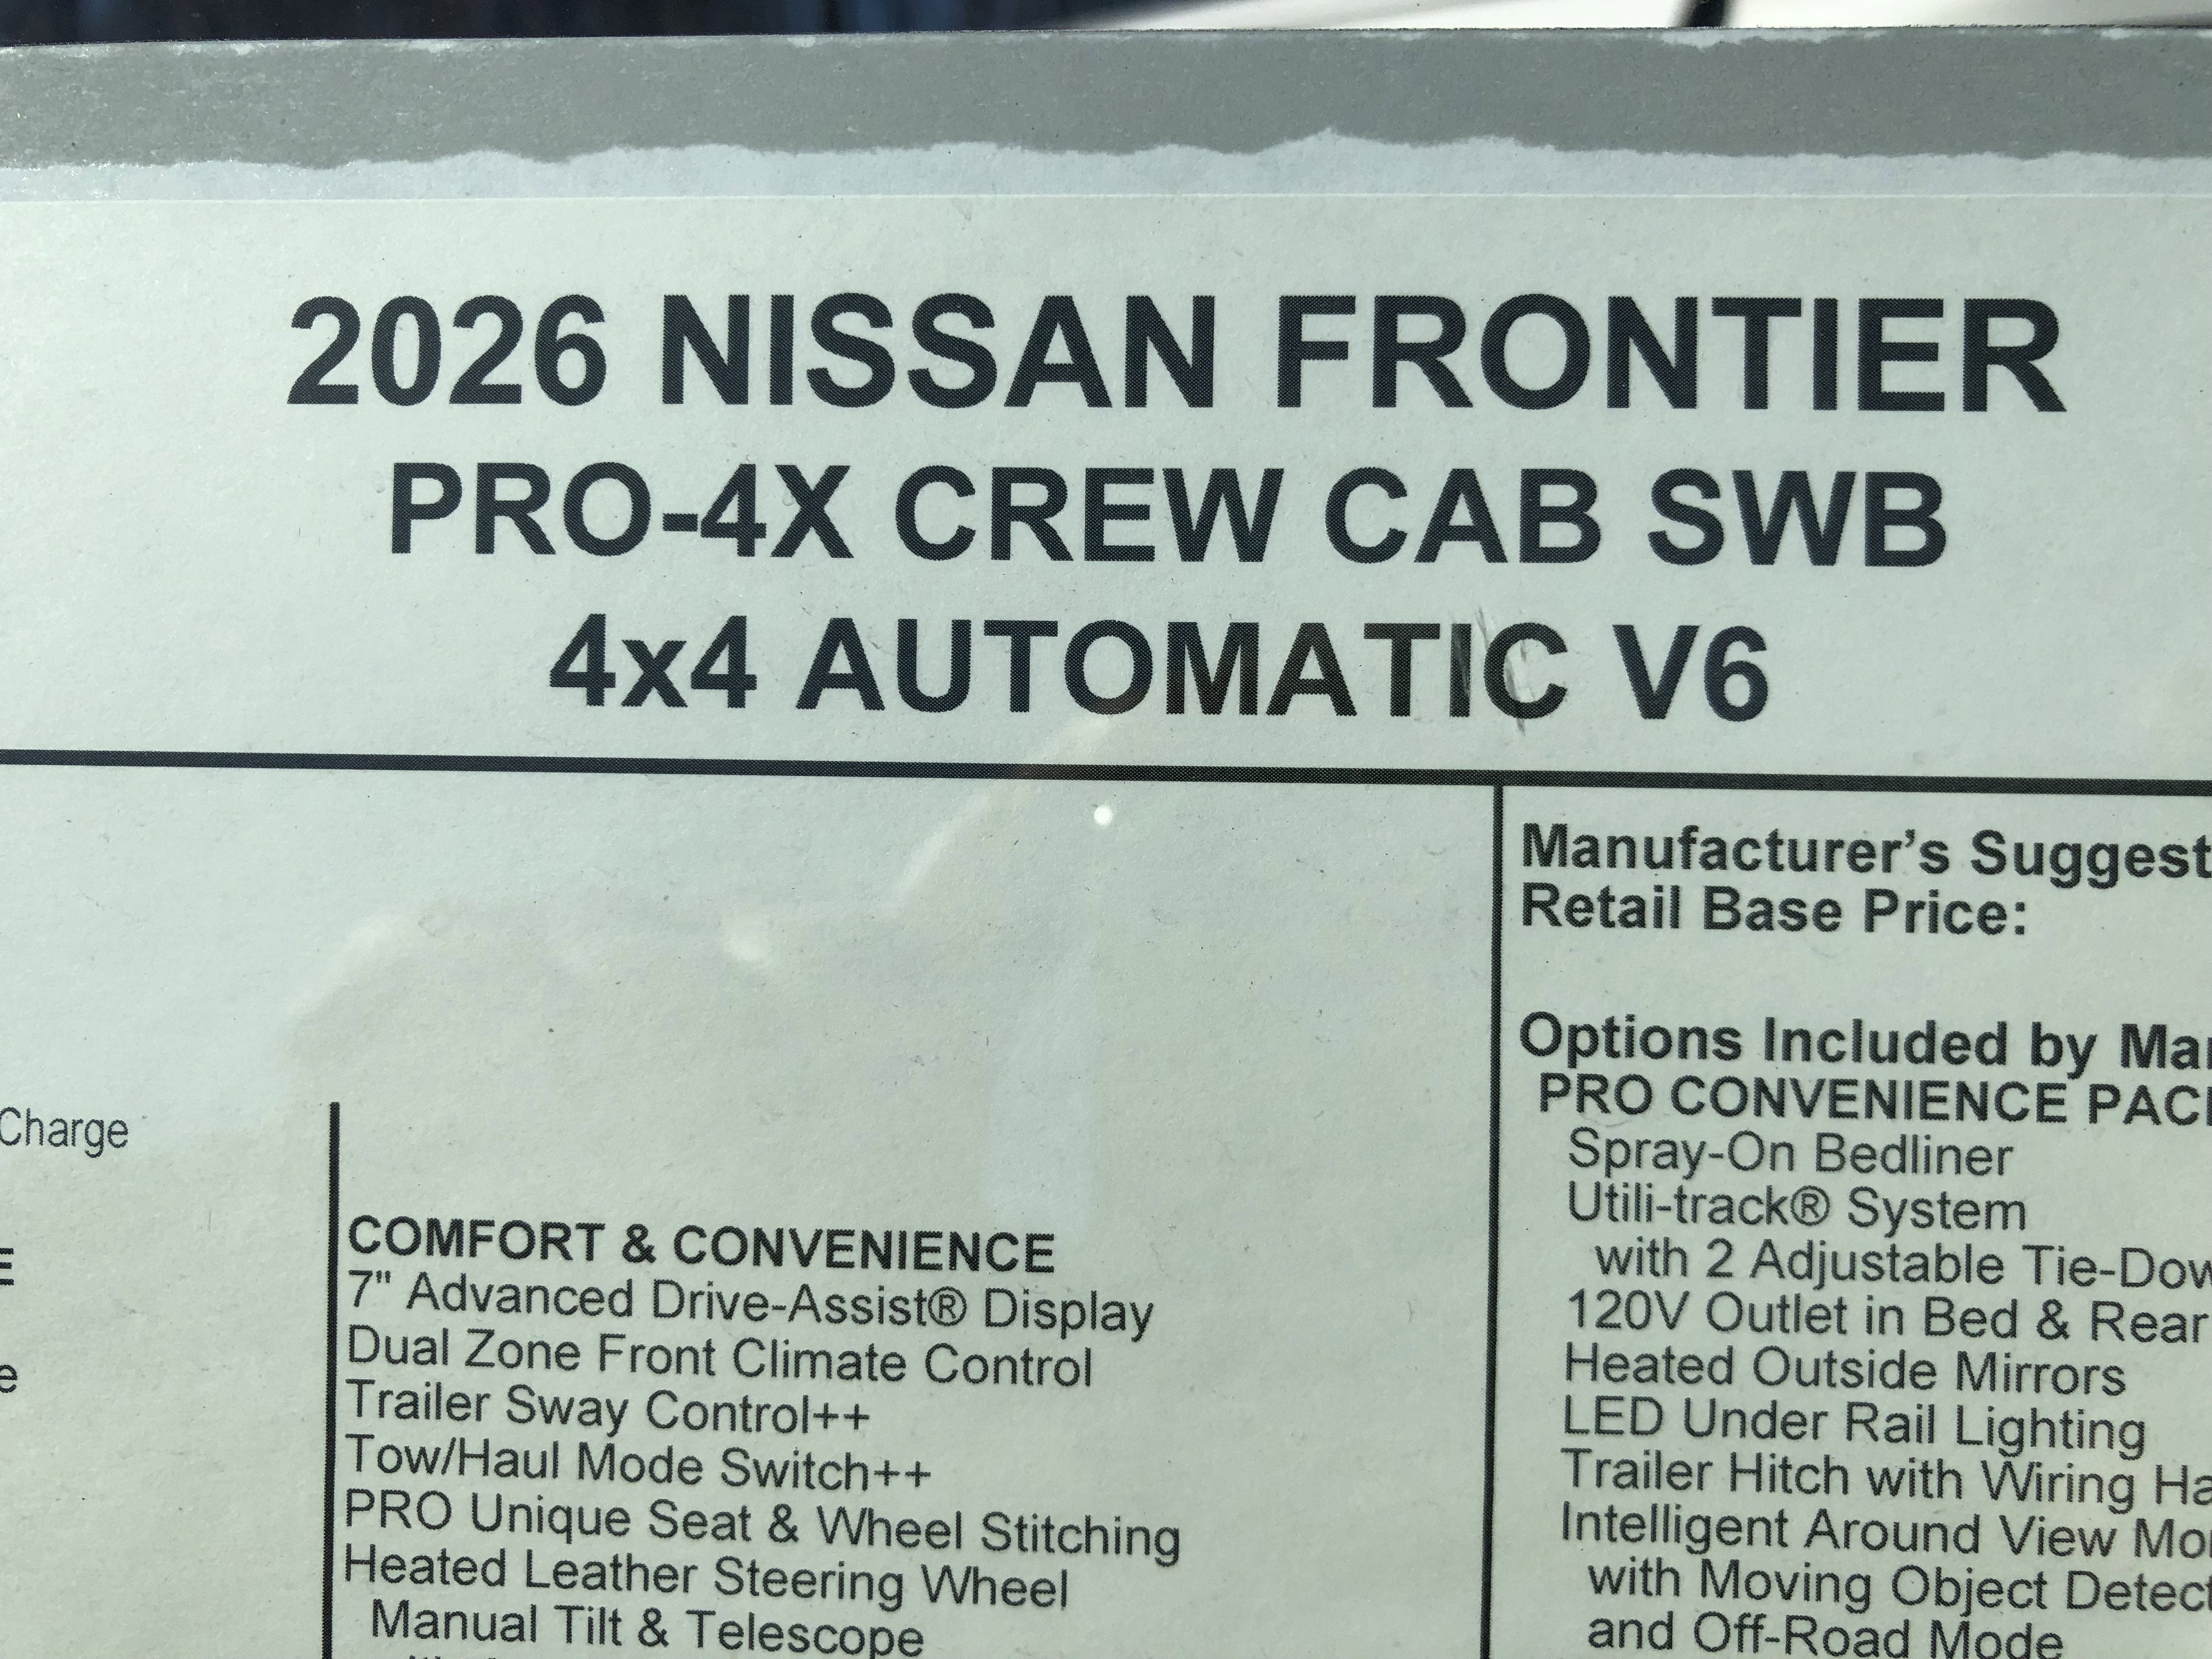 2026 NISSAN FRONTIER
PRO-4X CREW CAB SWB
4x4 AUTOMATIC V6
Charge
COMFORT & CONVENIENCE
7" Advanced Drive-Assist® Display
Dual Zone Front Climate Control
Trailer Sway Control++
Tow/Haul Mode Switch++
PRO Unique Seat & Wheel Stitching
Heated Leather Steering Wheel
Manual Tilt & Telescope
Manufacturer's Suggest
Retail Base Price:
Options Included by Ma
PRO CONVENIENCE PAC
Spray-On Bedliner
Utili-track® System
with 2 Adjustable Tie-Dow
120V Outlet in Bed & Rear
Heated Outside Mirrors
LED Under Rail Lighting
Trailer Hitch with Wiring Ha
Intelligent Around View Mo
with Moving Object Detect
and Off-Road Mode